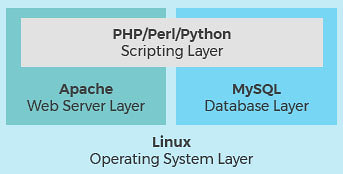 PHP/Perl/Python
Scripting Layer
Apache
Web Server Layer
MySQL
Database Layer
Linux
Operating System Layer